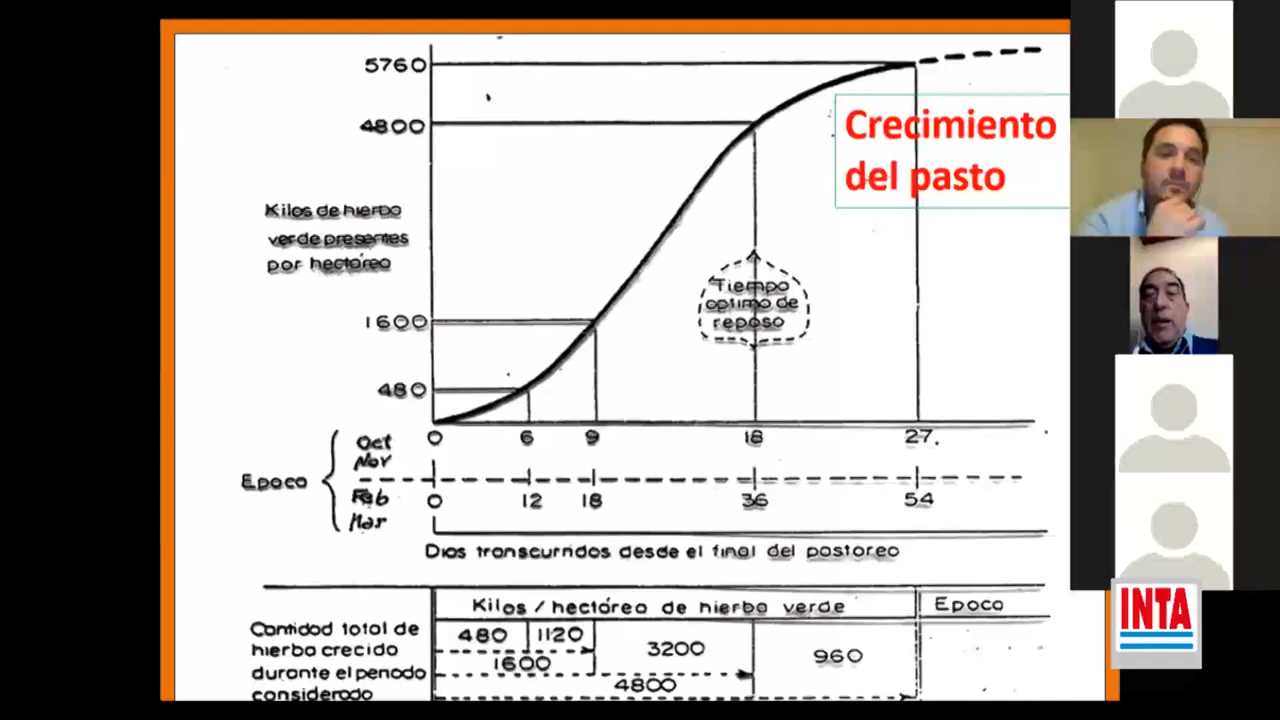 5760
4800
Crecimiento
del pasto
Kilos de hierba
verde presentes
por hectárea
Tiempo
optimo de
reposo
1600
480
Oct
Nov
0 6 9 18 27.
Epoca
Feb
Mar
0 12 18 36 54
Dias transcurridos desde el final del pastoreo
Kilos / hectárea de hierba verde
Epoca
Cantidad total de
hierba crecida
durante el periodo
considerado
480 1120
3200
960
1600
4800
INTA